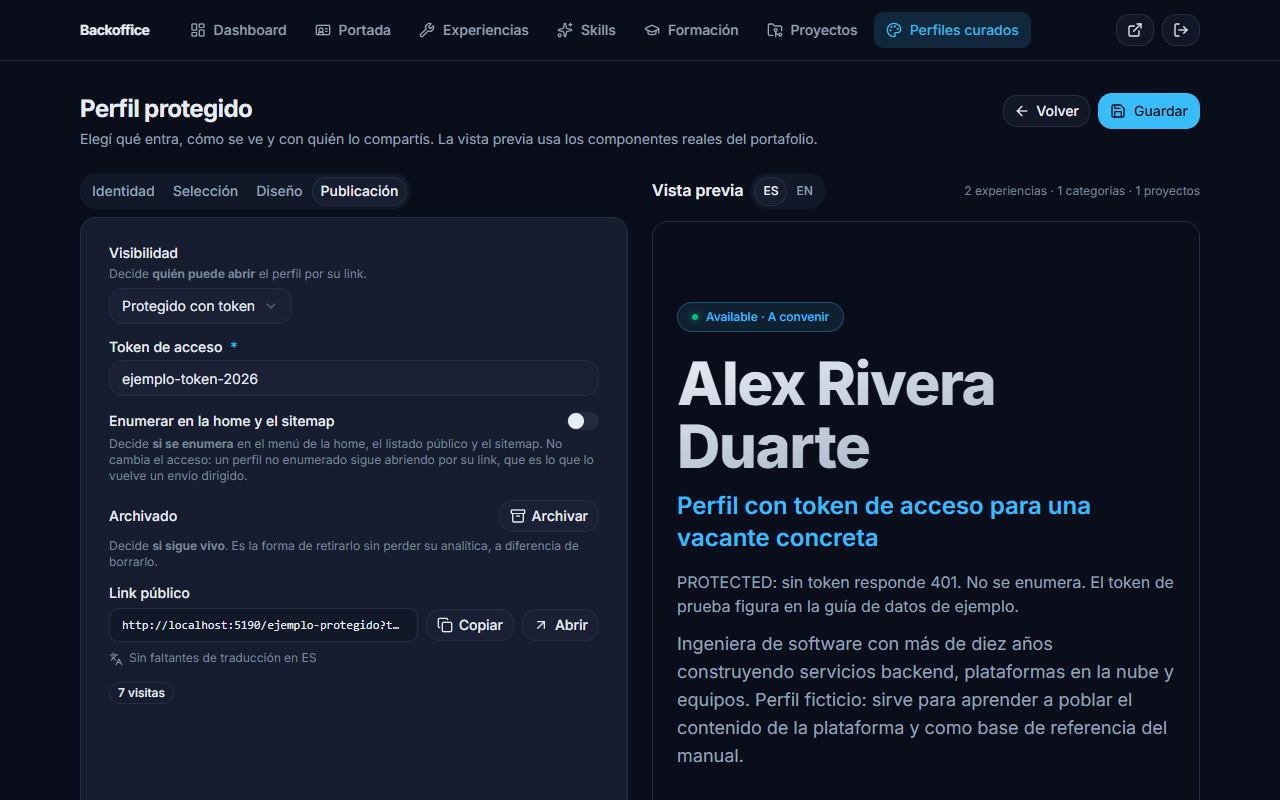 Backoffice
Dashboard
Portada
Experiencias
Skills
Formación
Proyectos
Perfiles curados
Perfil protegido
Elegí qué entra, cómo se ve y con quién lo compartís. La vista previa usa los componentes reales del portafolio.
Volver
Guardar
Identidad
Selección
Diseño
Publicación
Visibilidad
Decide quién puede abrir el perfil por su link.
Protegido con token
Token de acceso *
ejemplo-token-2026
Enumerar en la home y el sitemap
Decide si se enumera en el menú de la home, el listado público y el sitemap. No
cambia el acceso: un perfil no enumerado sigue abriendo por su link, que es lo que lo
vuelve un envío dirigido.
Archivado
Archivar
Decide si sigue vivo. Es la forma de retirarlo sin perder su analítica, a diferencia de
borrarlo.
Link público
http://localhost:5190/ejemplo-protegido?t…
Copiar
Abrir
Sin faltantes de traducción en ES
7 visitas
Vista previa
ES
EN
2 experiencias · 1 categorías · 1 proyectos
Available · A convenir
Alex Rivera
Duarte
Perfil con token de acceso para una
vacante concreta
PROTECTED: sin token responde 401. No se enumera. El token de
prueba figura en la guía de datos de ejemplo.
Ingeniera de software con más de diez años
construyendo servicios backend, plataformas en la nube y
equipos. Perfil ficticio: sirve para aprender a poblar el
contenido de la plataforma y como base de referencia del
manual.